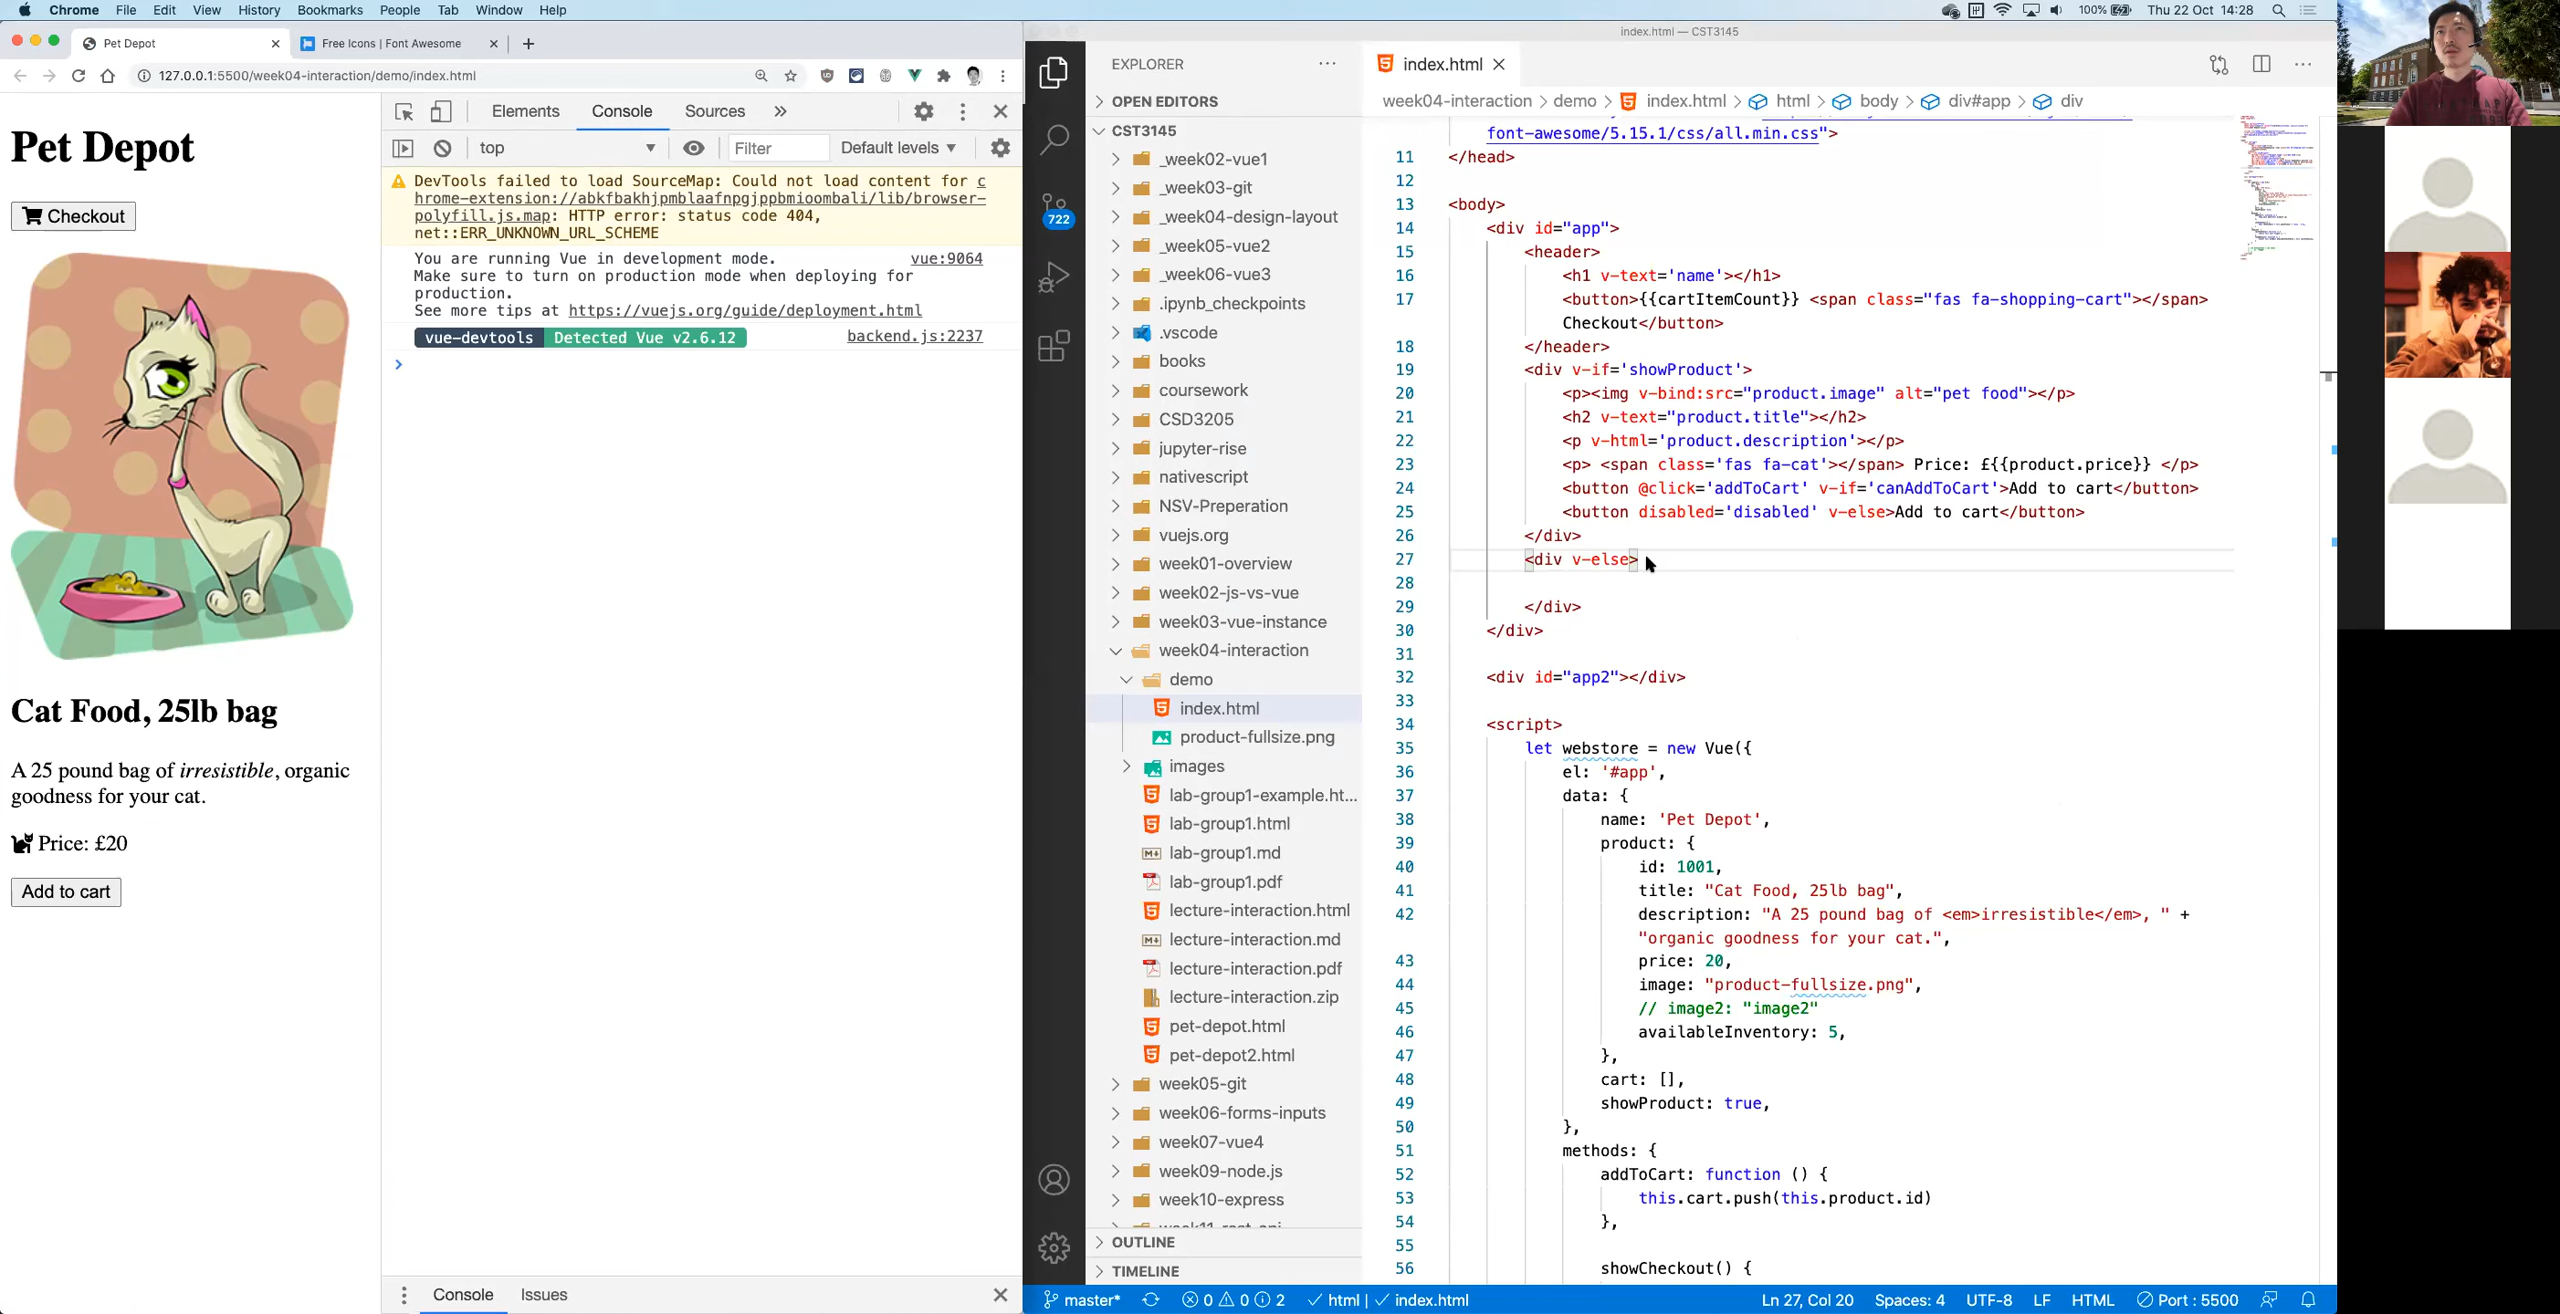 Chrome File Edit View History Bookmarks People Tab Window Help
100% Thu 22 Oct 14:28
Pet Depot
Free Icons | Font Awesome
127.0.0.1:5500/week04-interaction/demo/index.html
Pet Depot
Checkout
Cat Food, 25lb bag
A 25 pound bag of irresistible, organic
goodness for your cat.
Price: £20
Add to cart
Elements Console Sources
top Filter Default levels
DevTools failed to load SourceMap: Could not load content for c
hrome-extension://abkfbakhjpmblaafnpgjppbmioombali/lib/browser-
polyfill.js.map: HTTP error: status code 404,
net::ERR_UNKNOWN_URL_SCHEME
You are running Vue in development mode. vue:9064
Make sure to turn on production mode when deploying for
production.
See more tips at https://vuejs.org/guide/deployment.html
vue-devtools Detected Vue v2.6.12 backend.js:2237
Console Issues
index.html — CST3145
722
EXPLORER
OPEN EDITORS
CST3145
_week02-vue1
_week03-git
_week04-design-layout
_week05-vue2
_week06-vue3
.ipynb_checkpoints
.vscode
books
coursework
CSD3205
jupyter-rise
nativescript
NSV-Preperation
vuejs.org
week01-overview
week02-js-vs-vue
week03-vue-instance
week04-interaction
demo
index.html
product-fullsize.png
images
lab-group1-example.ht...
lab-group1.html
lab-group1.md
lab-group1.pdf
lecture-interaction.html
lecture-interaction.md
lecture-interaction.pdf
lecture-interaction.zip
pet-depot.html
pet-depot2.html
week05-git
week06-forms-inputs
week07-vue4
week09-node.js
week10-express
OUTLINE
TIMELINE
index.html
week04-interaction > demo > index.html > html > body > div#app > div
font-awesome/5.15.1/css/all.min.css">
11 </head>
12
13 <body>
14 <div id="app">
15 <header>
16 <h1 v-text='name'></h1>
17 <button>{{cartItemCount}} <span class="fas fa-shopping-cart"></span>
Checkout</button>
18 </header>
19 <div v-if='showProduct'>
20 <p><img v-bind:src="product.image" alt="pet food"></p>
21 <h2 v-text="product.title"></h2>
22 <p v-html='product.description'></p>
23 <p> <span class='fas fa-cat'></span> Price: £{{product.price}} </p>
24 <button @click='addToCart' v-if='canAddToCart'>Add to cart</button>
25 <button disabled='disabled' v-else>Add to cart</button>
26 </div>
27 <div v-else>
28
29 </div>
30 </div>
31
32 <div id="app2"></div>
33
34 <script>
35 let webstore = new Vue({
36 el: '#app',
37 data: {
38 name: 'Pet Depot',
39 product: {
40 id: 1001,
41 title: "Cat Food, 25lb bag",
42 description: "A 25 pound bag of <em>irresistible</em>, " +
"organic goodness for your cat.",
43 price: 20,
44 image: "product-fullsize.png",
45 // image2: "image2"
46 availableInventory: 5,
47 },
48 cart: [],
49 showProduct: true,
50 },
51 methods: {
52 addToCart: function () {
53 this.cart.push(this.product.id)
54 },
55
56 showCheckout() {
master* 0 0 2 html | index.html Ln 27, Col 20 Spaces: 4 UTF-8 LF HTML Port : 5500